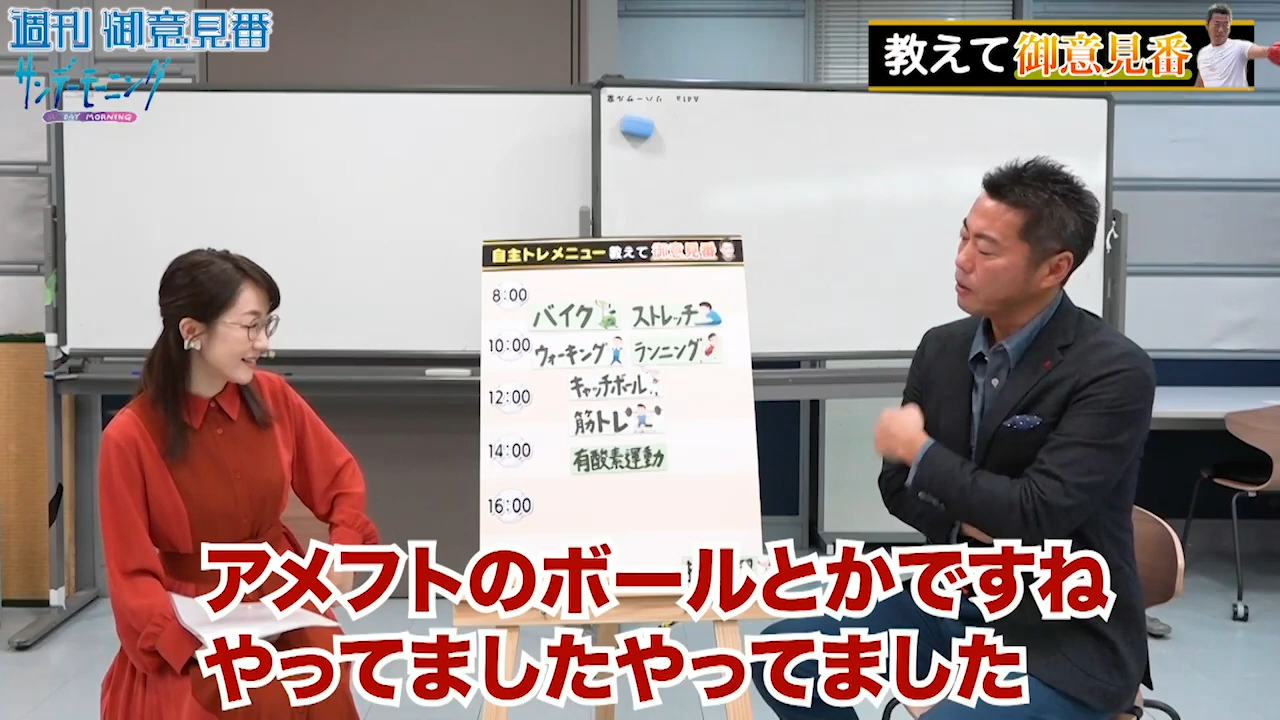 週刊 御意見番
サンデーモーニング
SUNDAY MORNING
教えて御意見番
自主トレメニュー教えて御意見番
8:00
バイク ストレッチ
10:00
ウォーキング ランニング
キャッチボール
12:00
筋トレ
14:00
有酸素運動
16:00
アメフトのボールとかですね
やってましたやってました